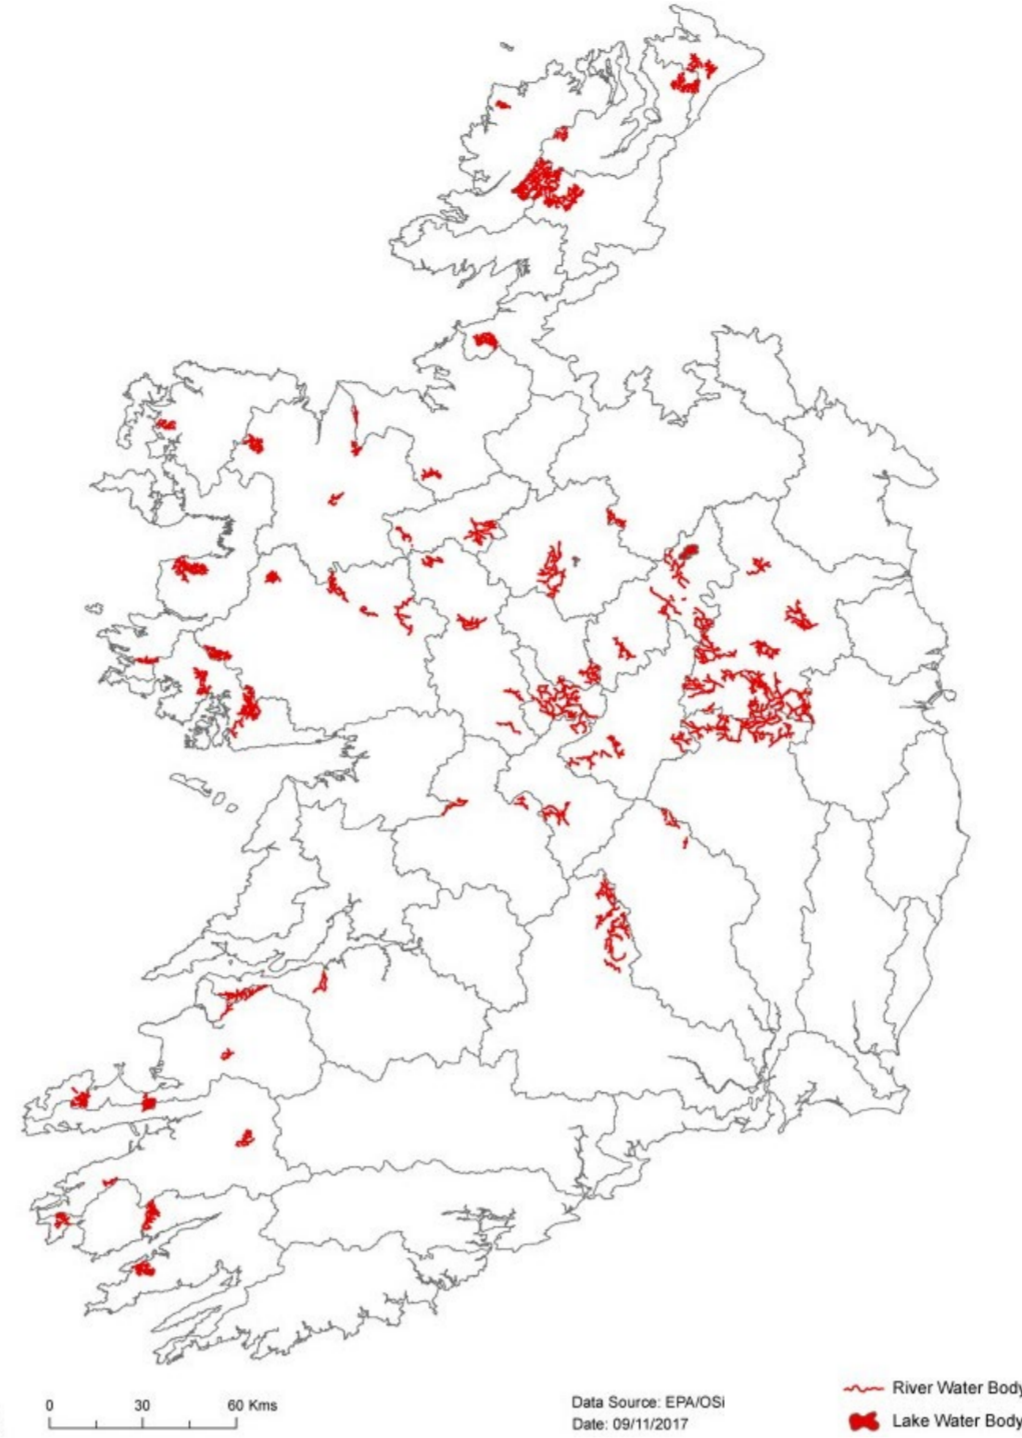 0 30 60 Kms
Data Source: EPA/OSi
Date: 09/11/2017
River Water Body
Lake Water Body